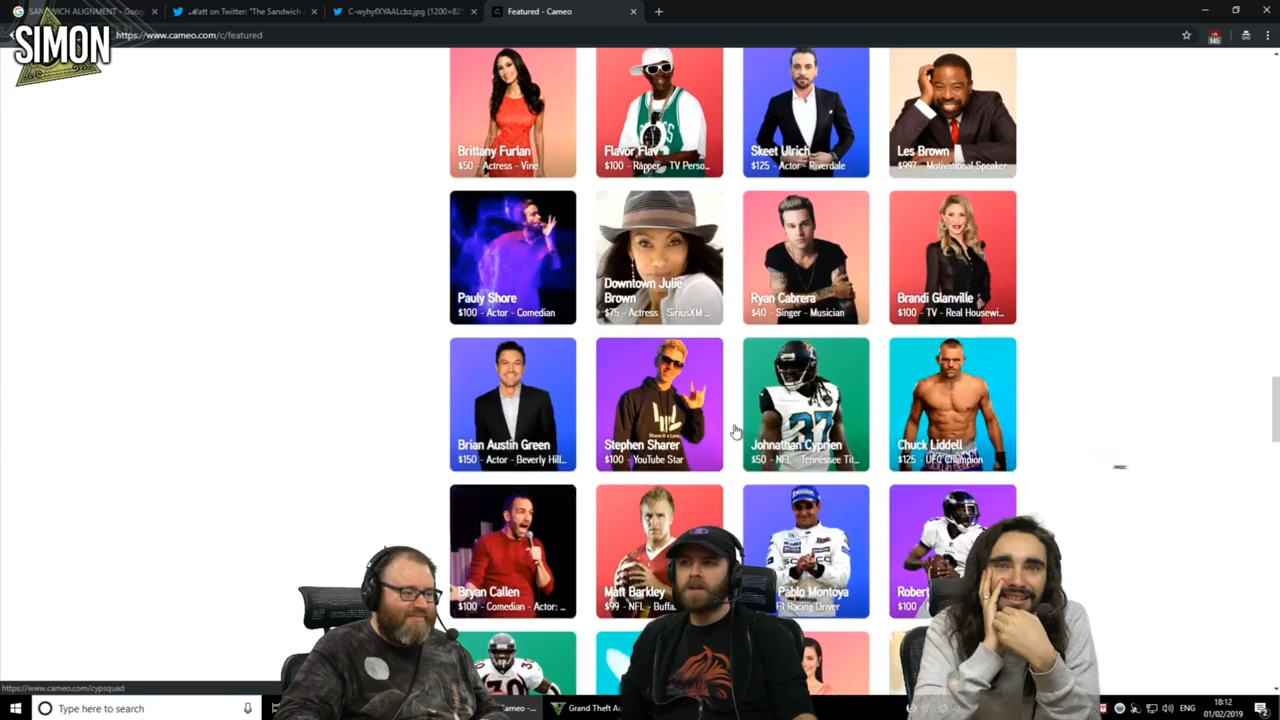 SANDWICH ALIGNMENT - Goog
att on Twitter: "The Sandwich
C-wyhyfXYAALcbz.jpg (1200×82
Featured - Cameo
SIMON
https://www.cameo.com/c/featured
145
Brittany Furlan
$50 - Actress - Vine
Flavor Flav
$100 - Rapper - TV Perso...
Skeet Ulrich
$125 - Actor - Riverdale
Les Brown
$997 - Motivational Speaker
Pauly Shore
$100 - Actor - Comedian
Downtown Julie
Brown
$75 - Actress - SiriusXM ...
Ryan Cabrera
$40 - Singer - Musician
Brandi Glanville
$100 - TV - Real Housewi...
Brian Austin Green
$150 - Actor - Beverly Hill...
Stephen Sharer
$100 - YouTube Star
Johnathan Cyprien
$50 - NFL - Tennessee Tit...
Chuck Liddell
$125 - UFC Champion
Bryan Callen
$100 - Comedian - Actor: ...
Matt Barkley
$99 - NFL - Buffa
Pablo Montoya
F1 Racing Driver
Robert
$100
https://www.cameo.com/cypsquad
Type here to search
Cameo -...
Grand Theft Au
ENG
18:12
01/02/2019
2